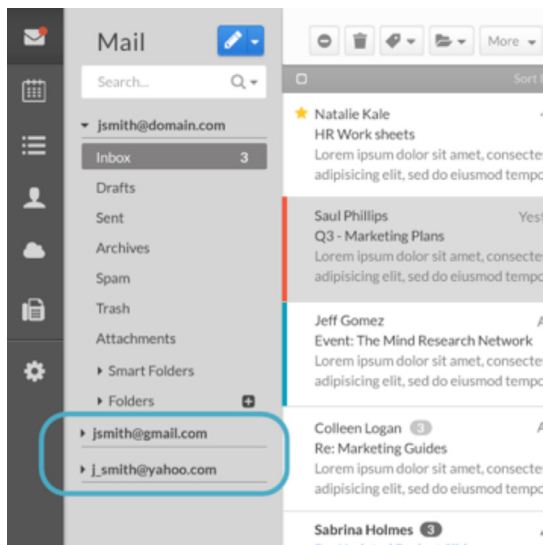 Mail
Search...
jsmith@domain.com
Inbox 3
Drafts
Sent
Archives
Spam
Trash
Attachments
Smart Folders
Folders
jsmith@gmail.com
j_smith@yahoo.com
More
Sort
Natalie Kale
HR Work sheets
Lorem ipsum dolor sit amet, consecte
adipisicing elit, sed do eiusmod tempo
Saul Phillips Yest
Q3 - Marketing Plans
Lorem ipsum dolor sit amet, consecte
adipisicing elit, sed do eiusmod tempo
Jeff Gomez
Event: The Mind Research Network
Lorem ipsum dolor sit amet, consecte
adipisicing elit, sed do eiusmod tempo
Colleen Logan 3
Re: Marketing Guides
Lorem ipsum dolor sit amet, consecte
adipisicing elit, sed do eiusmod tempo
Sabrina Holmes 3